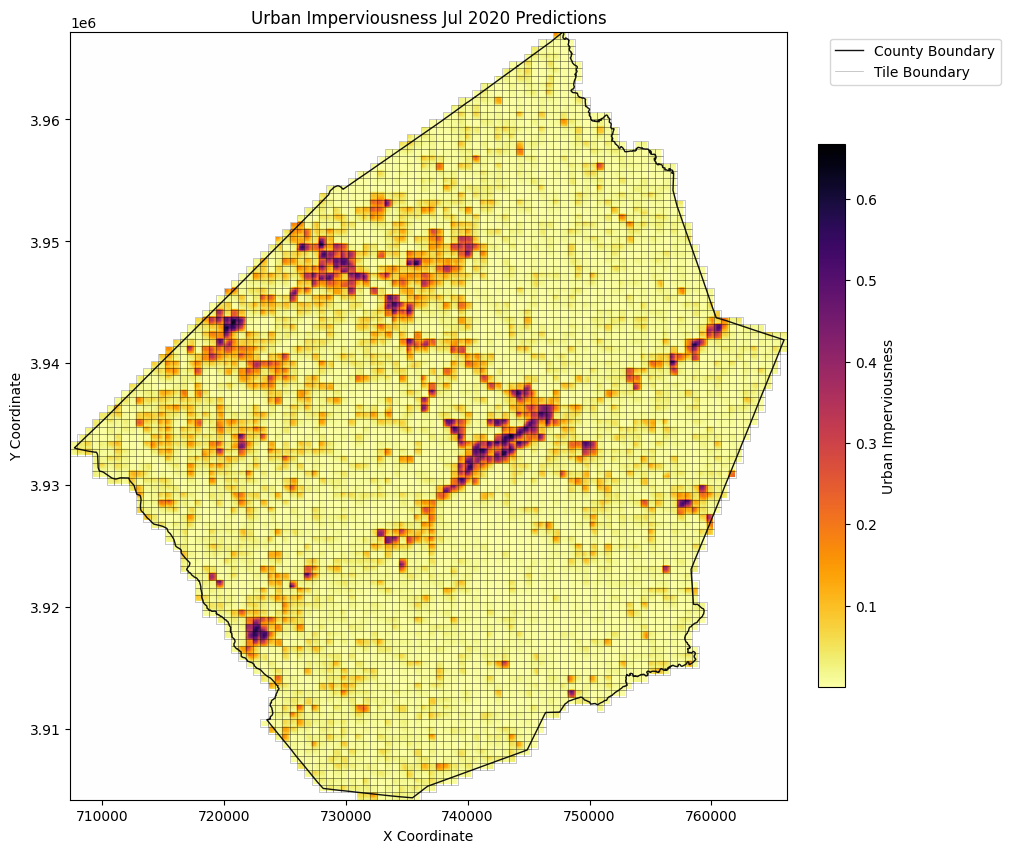 Urban Imperviousness Jul 2020 Predictions
1e6
County Boundary
Tile Boundary
3.96
3.95
3.94
3.93
3.92
3.91
Y Coordinate
710000 720000 730000 740000 750000 760000
X Coordinate
0.6
0.5
0.4
0.3
0.2
0.1
Urban Imperviousness